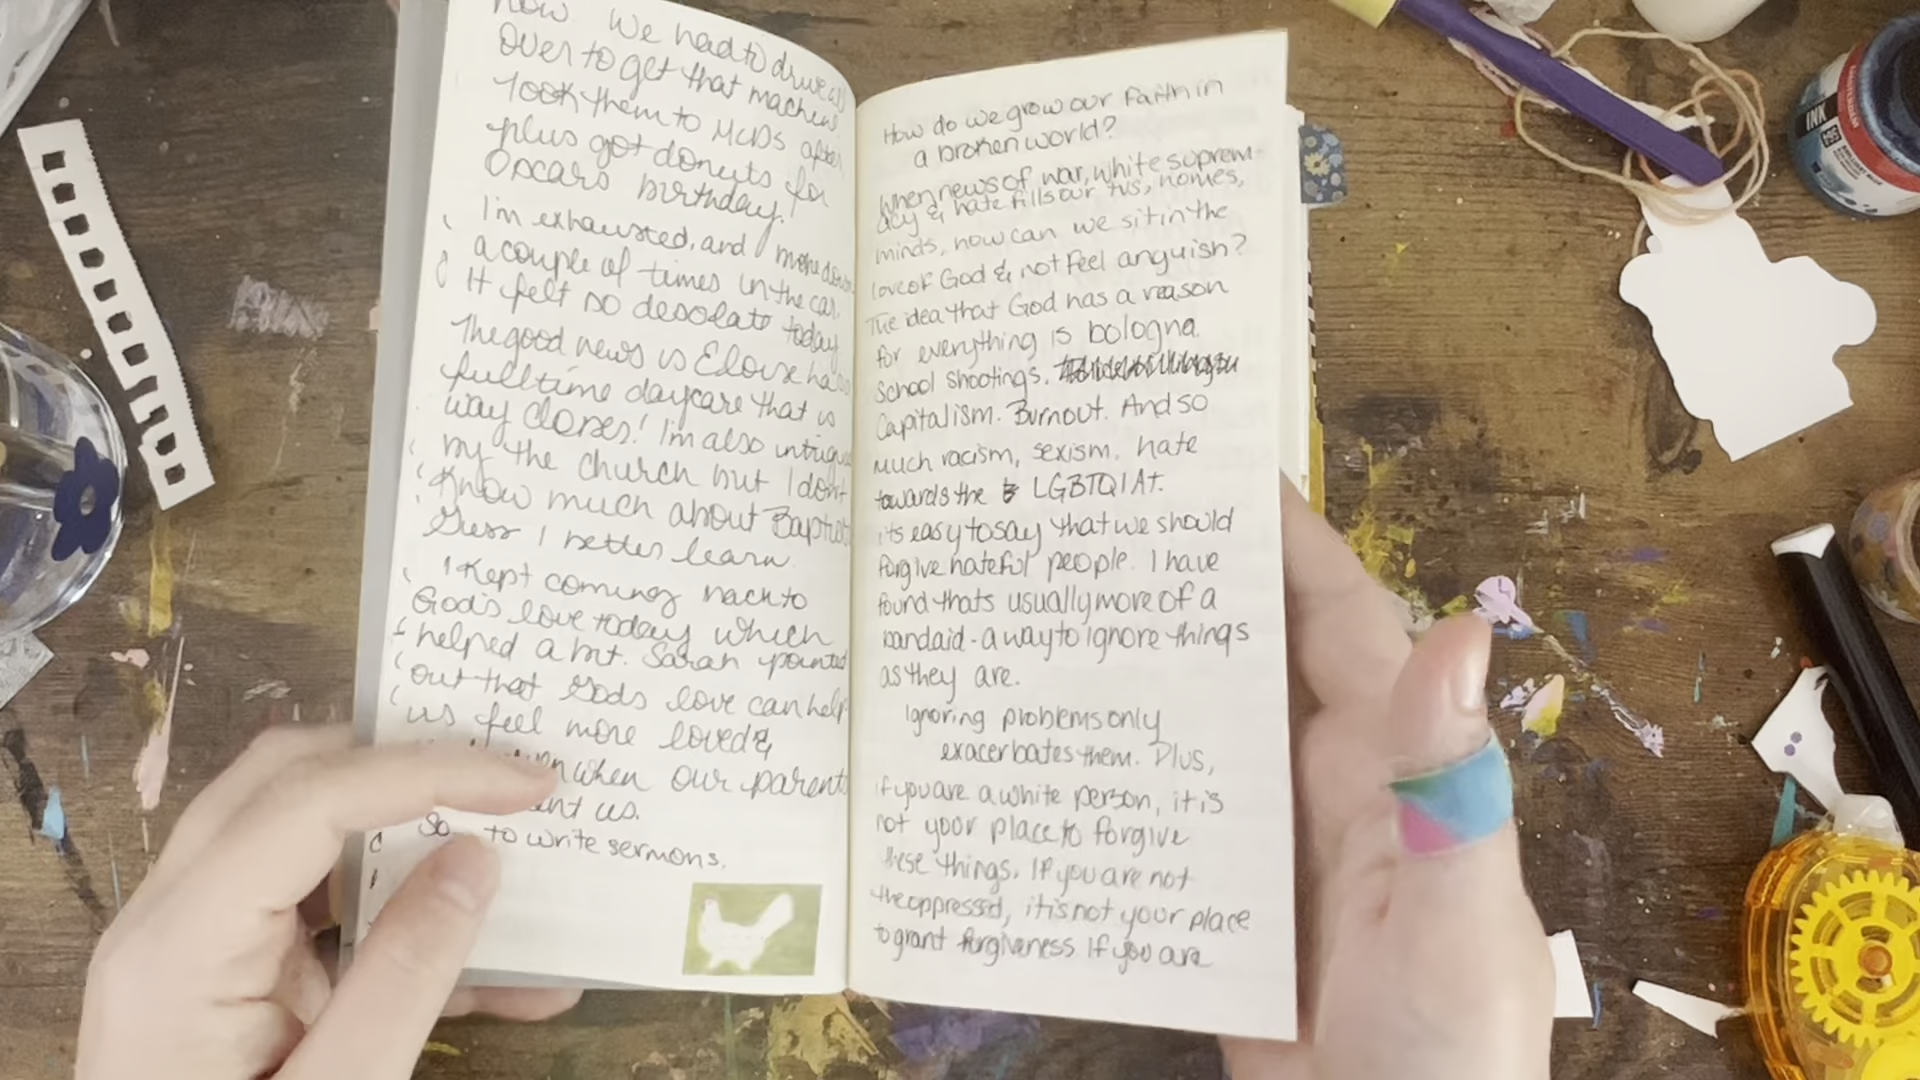 now. We had to drive all
over to get that machine
took them to McDs after
plus got donuts for
Oscars birthday.
I'm exhausted, and
a couple of times in the car.
It felt so desolate today
The good news is Eloise has
fulltime daycare that is
way closer! I'm also
by the church but I don't
know much about
Guess I better learn.
I kept coming back to
God's love today which
helped a bit. Sarah pointed
out that Gods love can help
us feel more loved &
when our parents
us.
So to write sermons.
How do we grow our faith in
a broken world?
When news of war, white suprem-
acy & hate fills our tvs, homes,
minds, how can we sit in the
love of God & not feel anguish?
The idea that God has a reason
for everything is bologna.
School shootings.
Capitalism. Burnout. And so
much racism, sexism, hate
towards the LGBTQIA+.
its easy to say that we should
forgive hateful people. I have
found thats usually more of a
bandaid - a way to ignore things
as they are.
Ignoring problems only
exacerbates them. Plus,
if you are a white person, it is
not your place to forgive
these things. If you are not
the oppressed, it is not your place
to grant forgiveness If you are